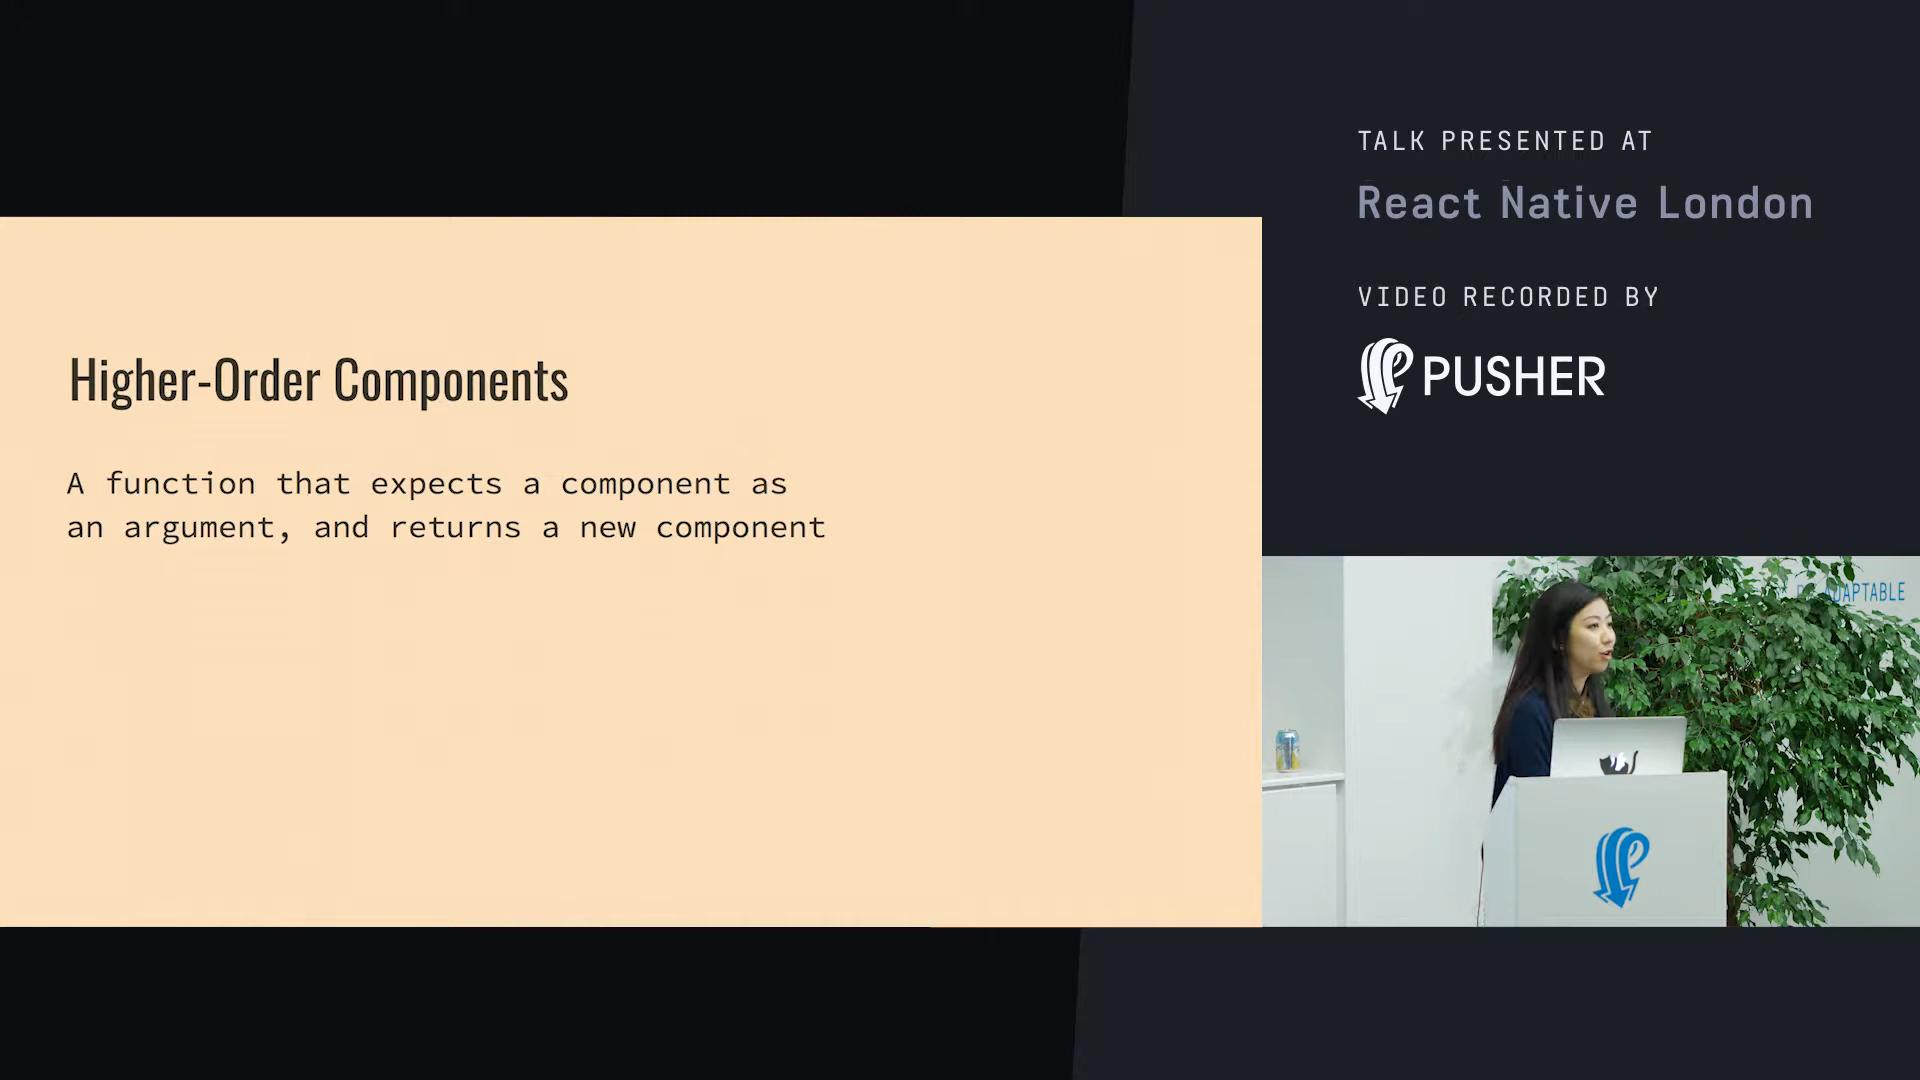 Higher-Order Components
A function that expects a component as
an argument, and returns a new component
TALK PRESENTED AT
React Native London
VIDEO RECORDED BY
PUSHER
ADAPTABLE